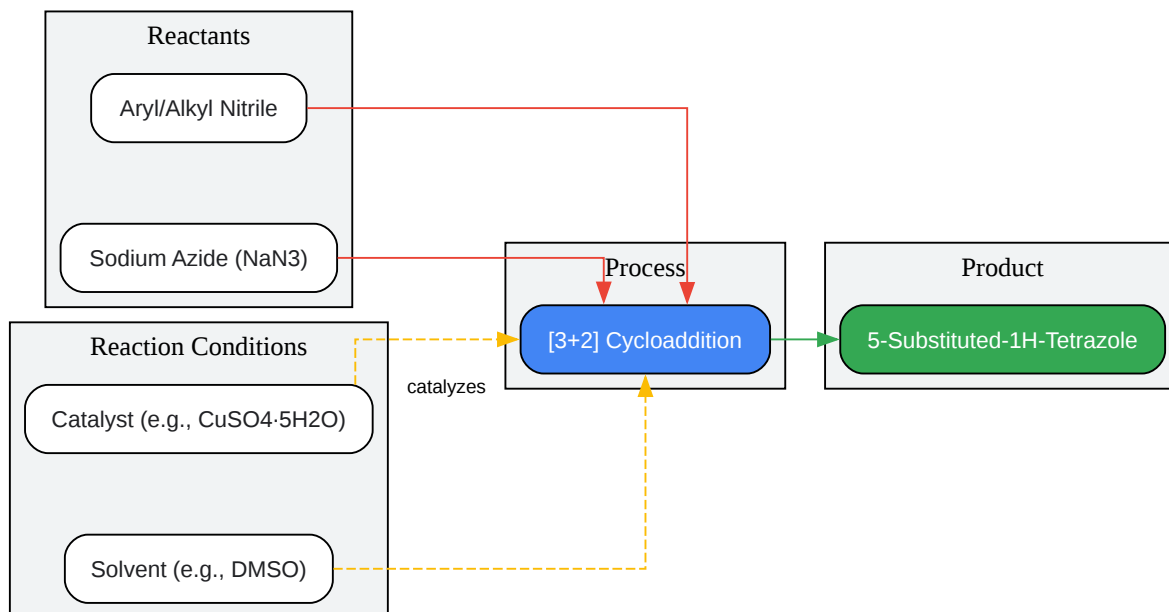 Reactants
Aryl/Alkyl Nitrile
Sodium Azide (NaN3)
Reaction Conditions
Catalyst (e.g., CuSO4·5H2O)
Solvent (e.g., DMSO)
catalyzes
Process
[3+2] Cycloaddition
Product
5-Substituted-1H-Tetrazole